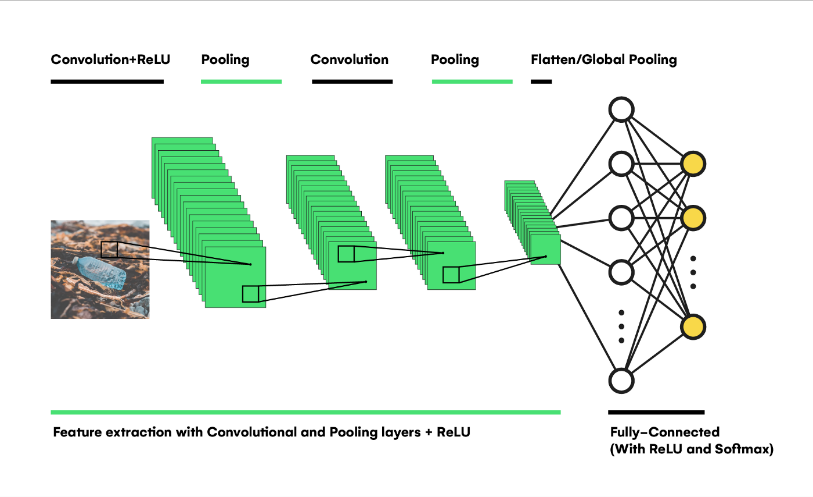 Convolution+ReLU
Pooling
Convolution
Pooling
Flatten/Global Pooling
Feature extraction with Convolutional and Pooling layers + ReLU
Fully-Connected
(With ReLU and Softmax)